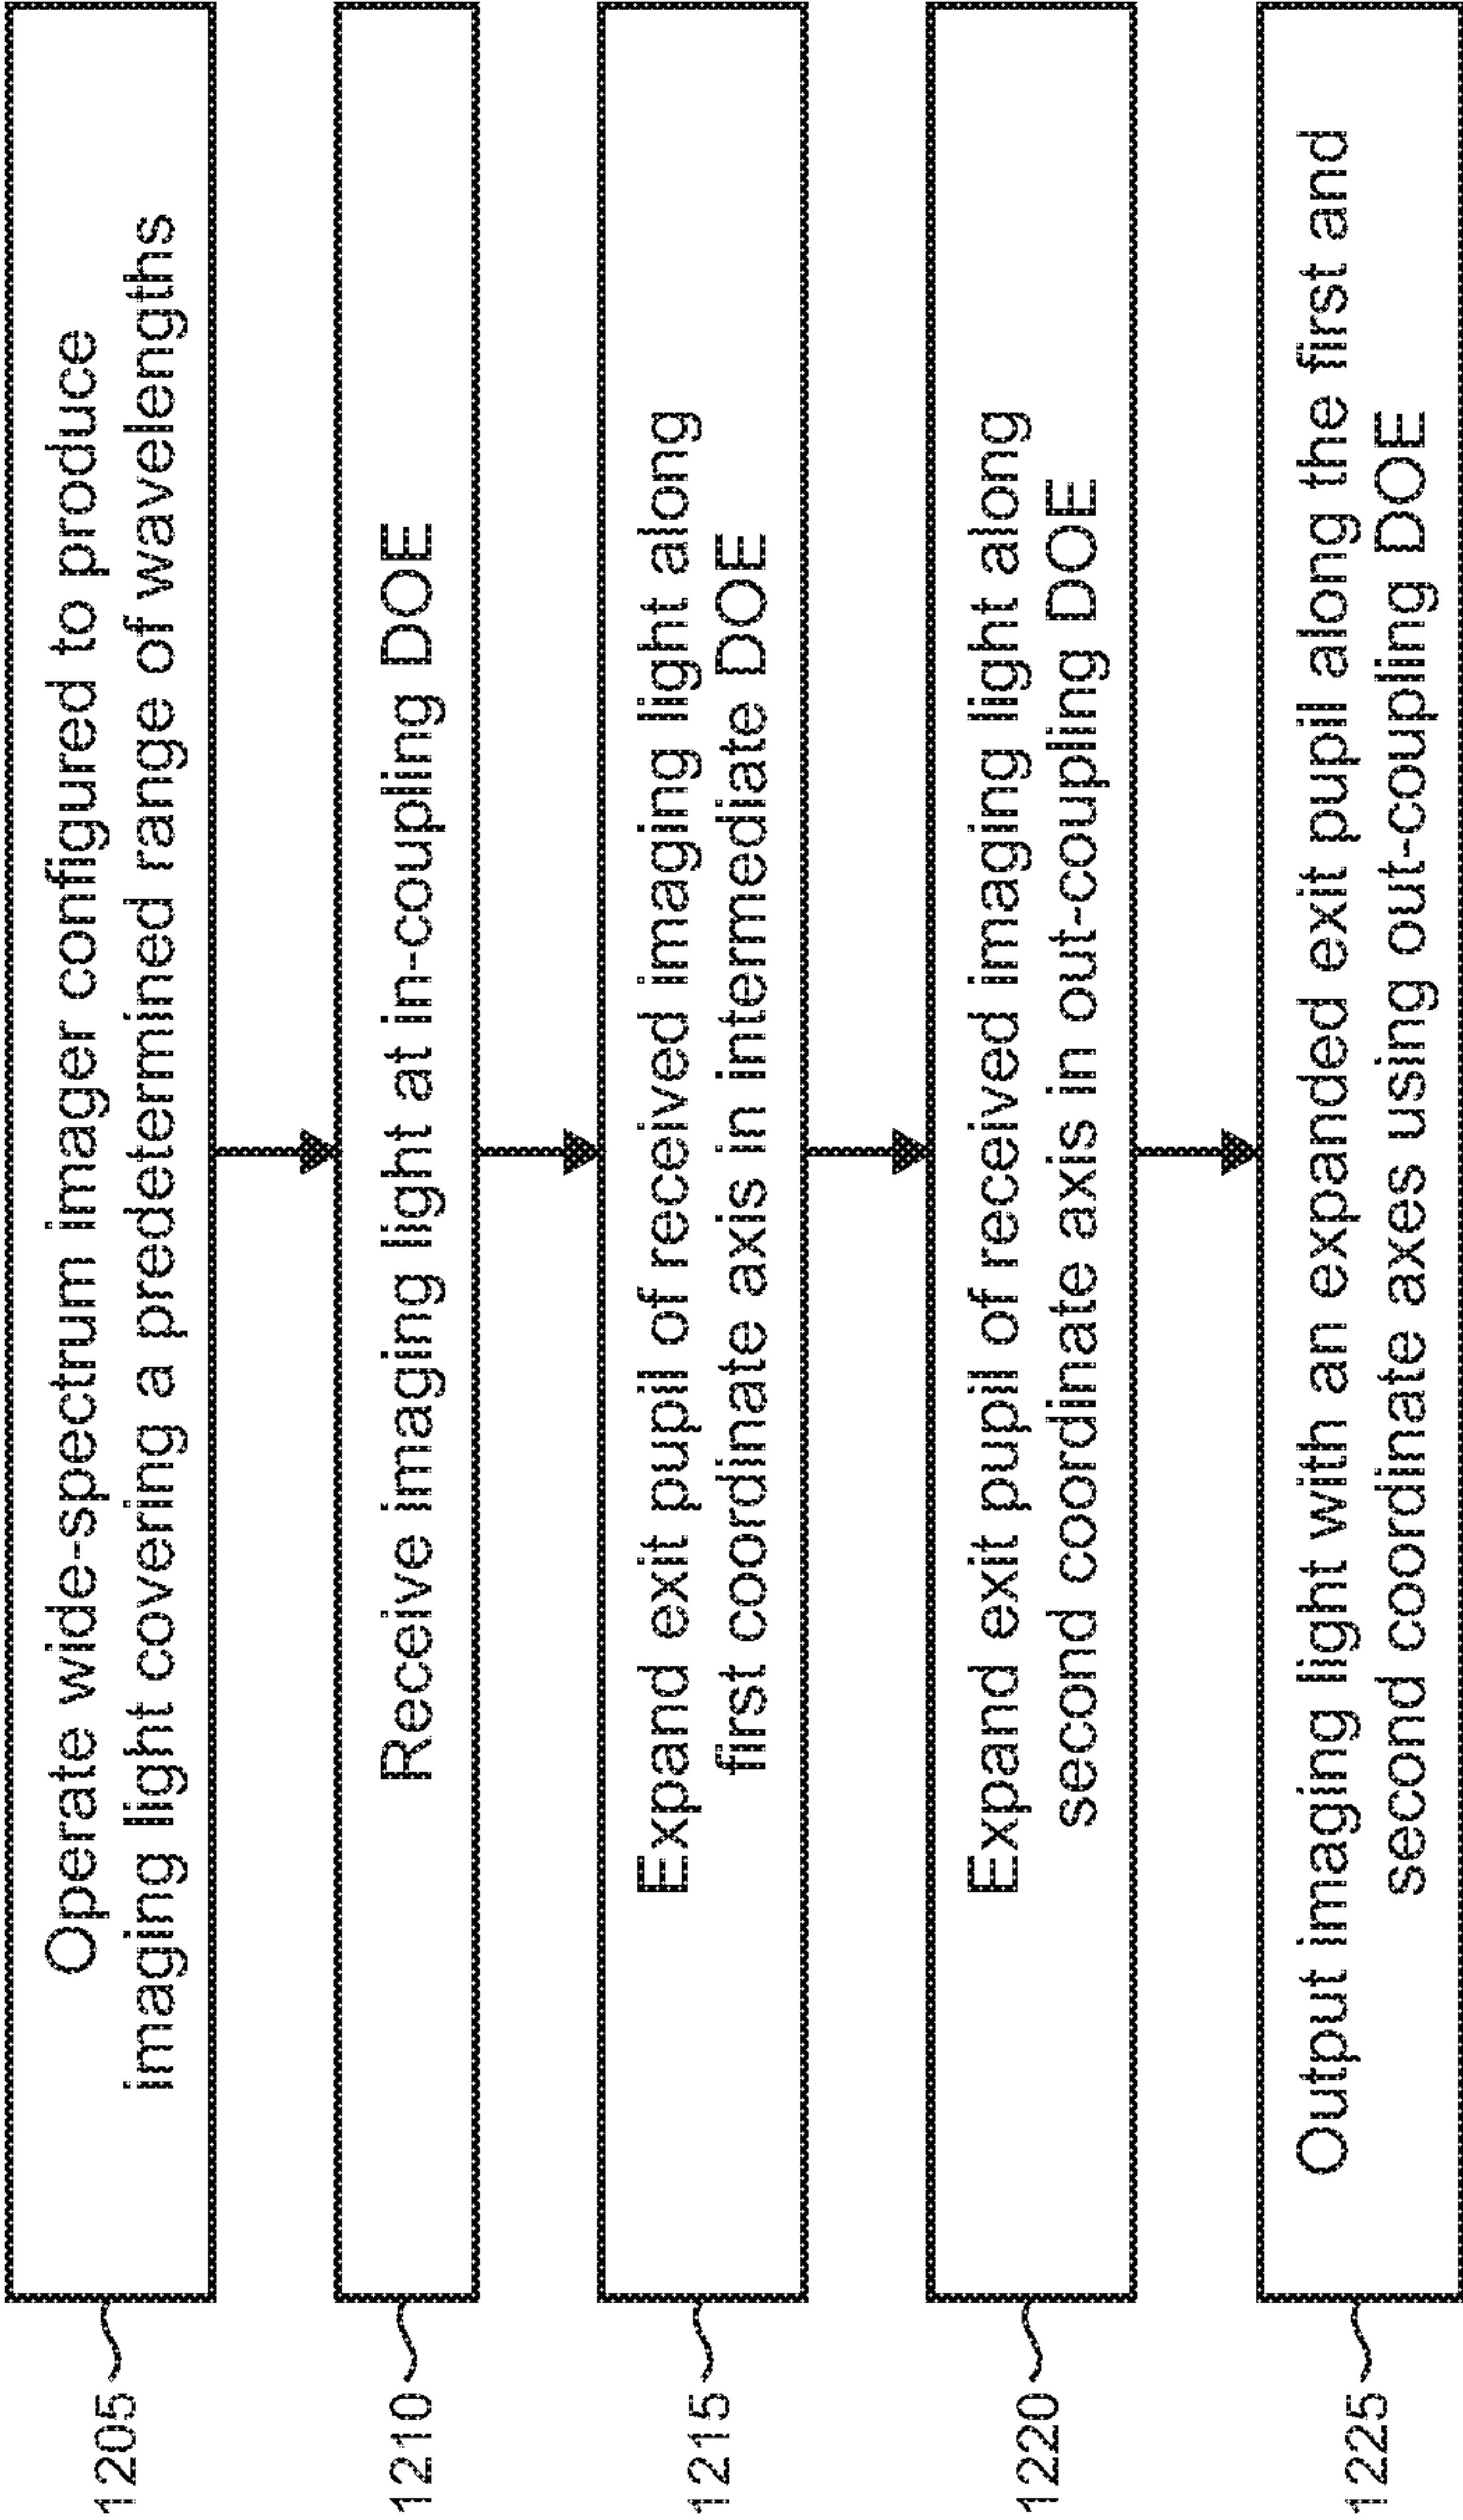 1205
Operate wide-spectrum imager configured to produce
imaging light covering a predetermined range of wavelengths
1210
Receive imaging light at in-coupling DOE
1215
Expand exit pupil of received imaging light along
first coordinate axis in intermediate DOE
1220
Expand exit pupil of received imaging light along
second coordinate axis in out-coupling DOE
1225
Output imaging light with an expanded exit pupil along the first and
second coordinate axes using out-coupling DOE